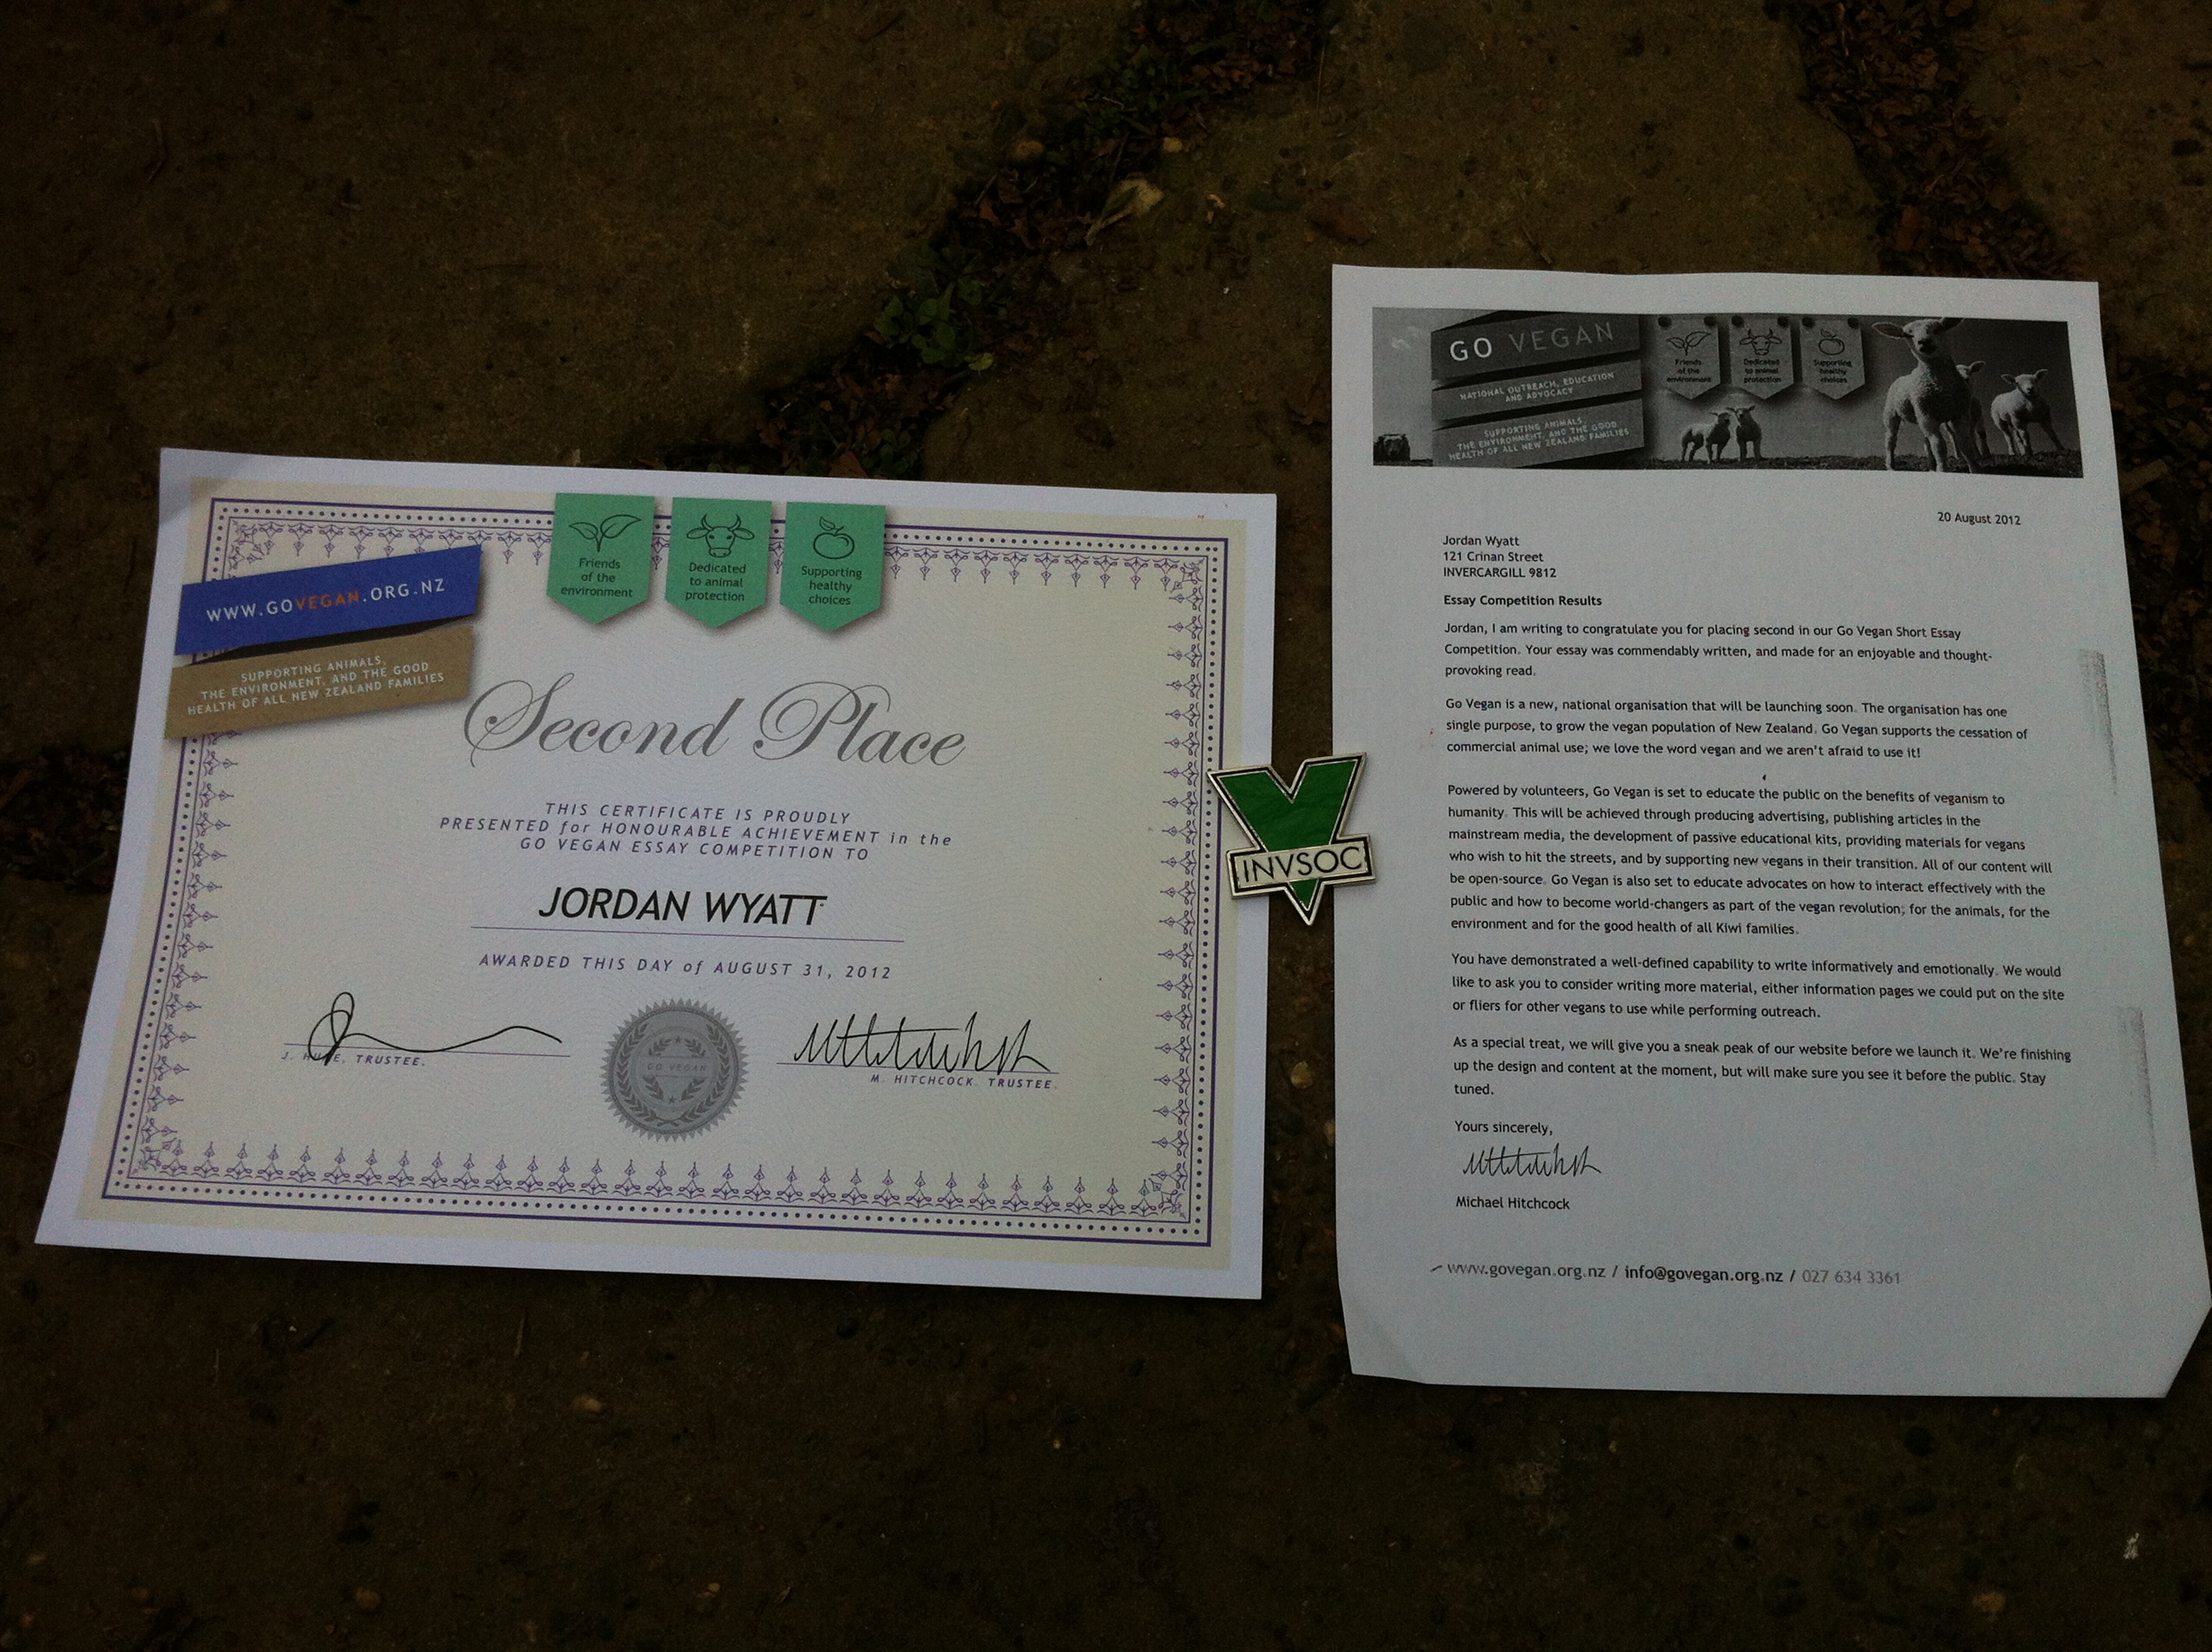 WWW.GOVEGAN.ORG.NZ
SUPPORTING ANIMALS,
THE ENVIRONMENT, AND THE GOOD
HEALTH OF ALL NEW ZEALAND FAMILIES
Friends
of the
environment
Dedicated
to animal
protection
Supporting
healthy
choices
Second Place
THIS CERTIFICATE IS PROUDLY
PRESENTED for HONOURABLE ACHIEVEMENT in the
GO VEGAN ESSAY COMPETITION TO
JORDAN WYATT
AWARDED THIS DAY of AUGUST 31, 2012
J. TRUSTEE.
GO VEGAN
M. HITCHCOCK. TRUSTEE.
INVSOC
GO VEGAN
NATIONAL OUTREACH, EDUCATION
AND ADVOCACY
SUPPORTING ANIMALS,
THE ENVIRONMENT, AND THE GOOD
HEALTH OF ALL NEW ZEALAND FAMILIES
Friends
of the
environment
Dedicated
to animal
protection
Supporting
healthy
choices
20 August 2012
Jordan Wyatt
121 Crinan Street
INVERCARGILL 9812
Essay Competition Results
Jordan, I am writing to congratulate you for placing second in our Go Vegan Short Essay
Competition. Your essay was commendably written, and made for an enjoyable and thought-
provoking read.
Go Vegan is a new, national organisation that will be launching soon. The organisation has one
single purpose, to grow the vegan population of New Zealand. Go Vegan supports the cessation of
commercial animal use; we love the word vegan and we aren't afraid to use it!
Powered by volunteers, Go Vegan is set to educate the public on the benefits of veganism to
humanity. This will be achieved through producing advertising, publishing articles in the
mainstream media, the development of passive educational kits, providing materials for vegans
who wish to hit the streets, and by supporting new vegans in their transition. All of our content will
be open-source. Go Vegan is also set to educate advocates on how to interact effectively with the
public and how to become world-changers as part of the vegan revolution; for the animals, for the
environment and for the good health of all Kiwi families.
You have demonstrated a well-defined capability to write informatively and emotionally. We would
like to ask you to consider writing more material, either information pages we could put on the site
or fliers for other vegans to use while performing outreach.
As a special treat, we will give you a sneak peak of our website before we launch it. We're finishing
up the design and content at the moment, but will make sure you see it before the public. Stay
tuned.
Yours sincerely,
Michael Hitchcock
www.govegan.org.nz / info@govegan.org.nz / 027 634 3361